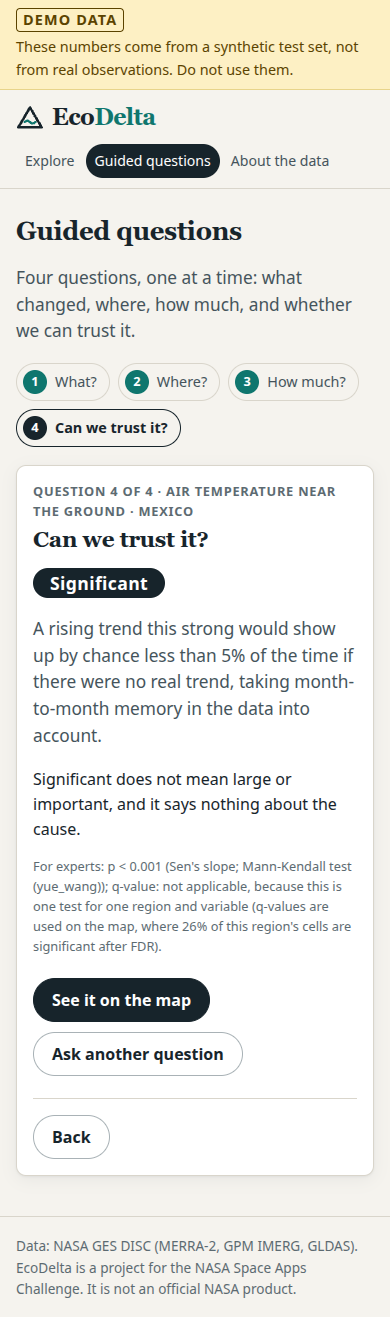 DEMO DATA
These numbers come from a synthetic test set, not
from real observations. Do not use them.
EcoDelta
Explore
Guided questions
About the data
Guided questions
Four questions, one at a time: what
changed, where, how much, and whether
we can trust it.
1 What?
2 Where?
3 How much?
4 Can we trust it?
QUESTION 4 OF 4 · AIR TEMPERATURE NEAR
THE GROUND · MEXICO
Can we trust it?
Significant
A rising trend this strong would show
up by chance less than 5% of the time if
there were no real trend, taking month-
to-month memory in the data into
account.
Significant does not mean large or
important, and it says nothing about the
cause.
For experts: p < 0.001 (Sen's slope; Mann-Kendall test
(yue_wang)); q-value: not applicable, because this is
one test for one region and variable (q-values are
used on the map, where 26% of this region's cells are
significant after FDR).
See it on the map
Ask another question
Back
Data: NASA GES DISC (MERRA-2, GPM IMERG, GLDAS).
EcoDelta is a project for the NASA Space Apps
Challenge. It is not an official NASA product.